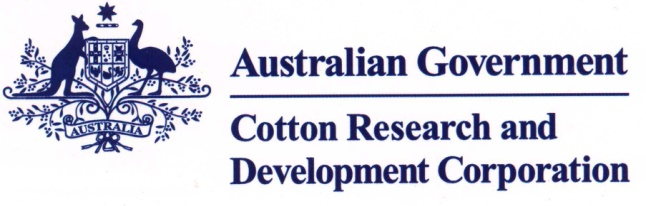 AUSTRALIA
Australian Government
Cotton Research and
Development Corporation